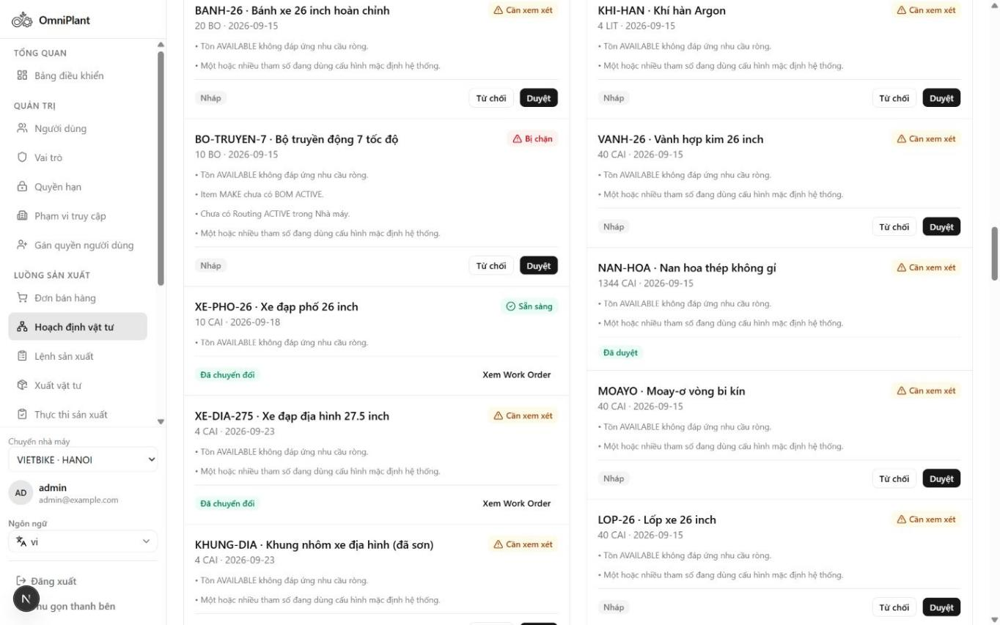 OmniPlant
TỔNG QUAN
Bảng điều khiển
QUẢN TRỊ
Người dùng
Vai trò
Quyền hạn
Phạm vi truy cập
Gán quyền người dùng
LUỒNG SẢN XUẤT
Đơn bán hàng
Hoạch định vật tư
Lệnh sản xuất
Xuất vật tư
Thực thi sản xuất
Chuyển nhà máy
VIETBIKE · HANOI
AD
admin
admin@example.com
Ngôn ngữ
vi
Đăng xuất
N
hu gọn thanh bên
BANH-26 · Bánh xe 26 inch hoàn chỉnh
Cần xem xét
20 BO · 2026-09-15
• Tồn AVAILABLE không đáp ứng nhu cầu ròng.
• Một hoặc nhiều tham số đang dùng cấu hình mặc định hệ thống.
Nháp
Từ chối
Duyệt
BO-TRUYEN-7 · Bộ truyền động 7 tốc độ
Bị chặn
10 BO · 2026-09-15
• Tồn AVAILABLE không đáp ứng nhu cầu ròng.
• Item MAKE chưa có BOM ACTIVE.
• Chưa có Routing ACTIVE trong Nhà máy.
• Một hoặc nhiều tham số đang dùng cấu hình mặc định hệ thống.
Nháp
Từ chối
Duyệt
XE-PHO-26 · Xe đạp phố 26 inch
Sẵn sàng
10 CAI · 2026-09-18
• Tồn AVAILABLE không đáp ứng nhu cầu ròng.
Đã chuyển đổi
Xem Work Order
XE-DIA-275 · Xe đạp địa hình 27.5 inch
Cần xem xét
4 CAI · 2026-09-23
• Tồn AVAILABLE không đáp ứng nhu cầu ròng.
• Một hoặc nhiều tham số đang dùng cấu hình mặc định hệ thống.
Đã chuyển đổi
Xem Work Order
KHUNG-DIA · Khung nhôm xe địa hình (đã sơn)
Cần xem xét
4 CAI · 2026-09-23
• Tồn AVAILABLE không đáp ứng nhu cầu ròng.
• Một hoặc nhiều tham số đang dùng cấu hình mặc định hệ thống.
KHI-HAN · Khí hàn Argon
Cần xem xét
4 LIT · 2026-09-15
• Tồn AVAILABLE không đáp ứng nhu cầu ròng.
• Một hoặc nhiều tham số đang dùng cấu hình mặc định hệ thống.
Nháp
Từ chối
Duyệt
VANH-26 · Vành hợp kim 26 inch
Cần xem xét
40 CAI · 2026-09-15
• Tồn AVAILABLE không đáp ứng nhu cầu ròng.
• Một hoặc nhiều tham số đang dùng cấu hình mặc định hệ thống.
Nháp
Từ chối
Duyệt
NAN-HOA · Nan hoa thép không gỉ
Cần xem xét
1344 CAI · 2026-09-15
• Tồn AVAILABLE không đáp ứng nhu cầu ròng.
• Một hoặc nhiều tham số đang dùng cấu hình mặc định hệ thống.
Đã duyệt
MOAYO · Moay-ơ vòng bi kín
Cần xem xét
40 CAI · 2026-09-15
• Tồn AVAILABLE không đáp ứng nhu cầu ròng.
• Một hoặc nhiều tham số đang dùng cấu hình mặc định hệ thống.
Nháp
Từ chối
Duyệt
LOP-26 · Lốp xe 26 inch
Cần xem xét
40 CAI · 2026-09-15
• Tồn AVAILABLE không đáp ứng nhu cầu ròng.
• Một hoặc nhiều tham số đang dùng cấu hình mặc định hệ thống.
Nháp
Từ chối
Duyệt